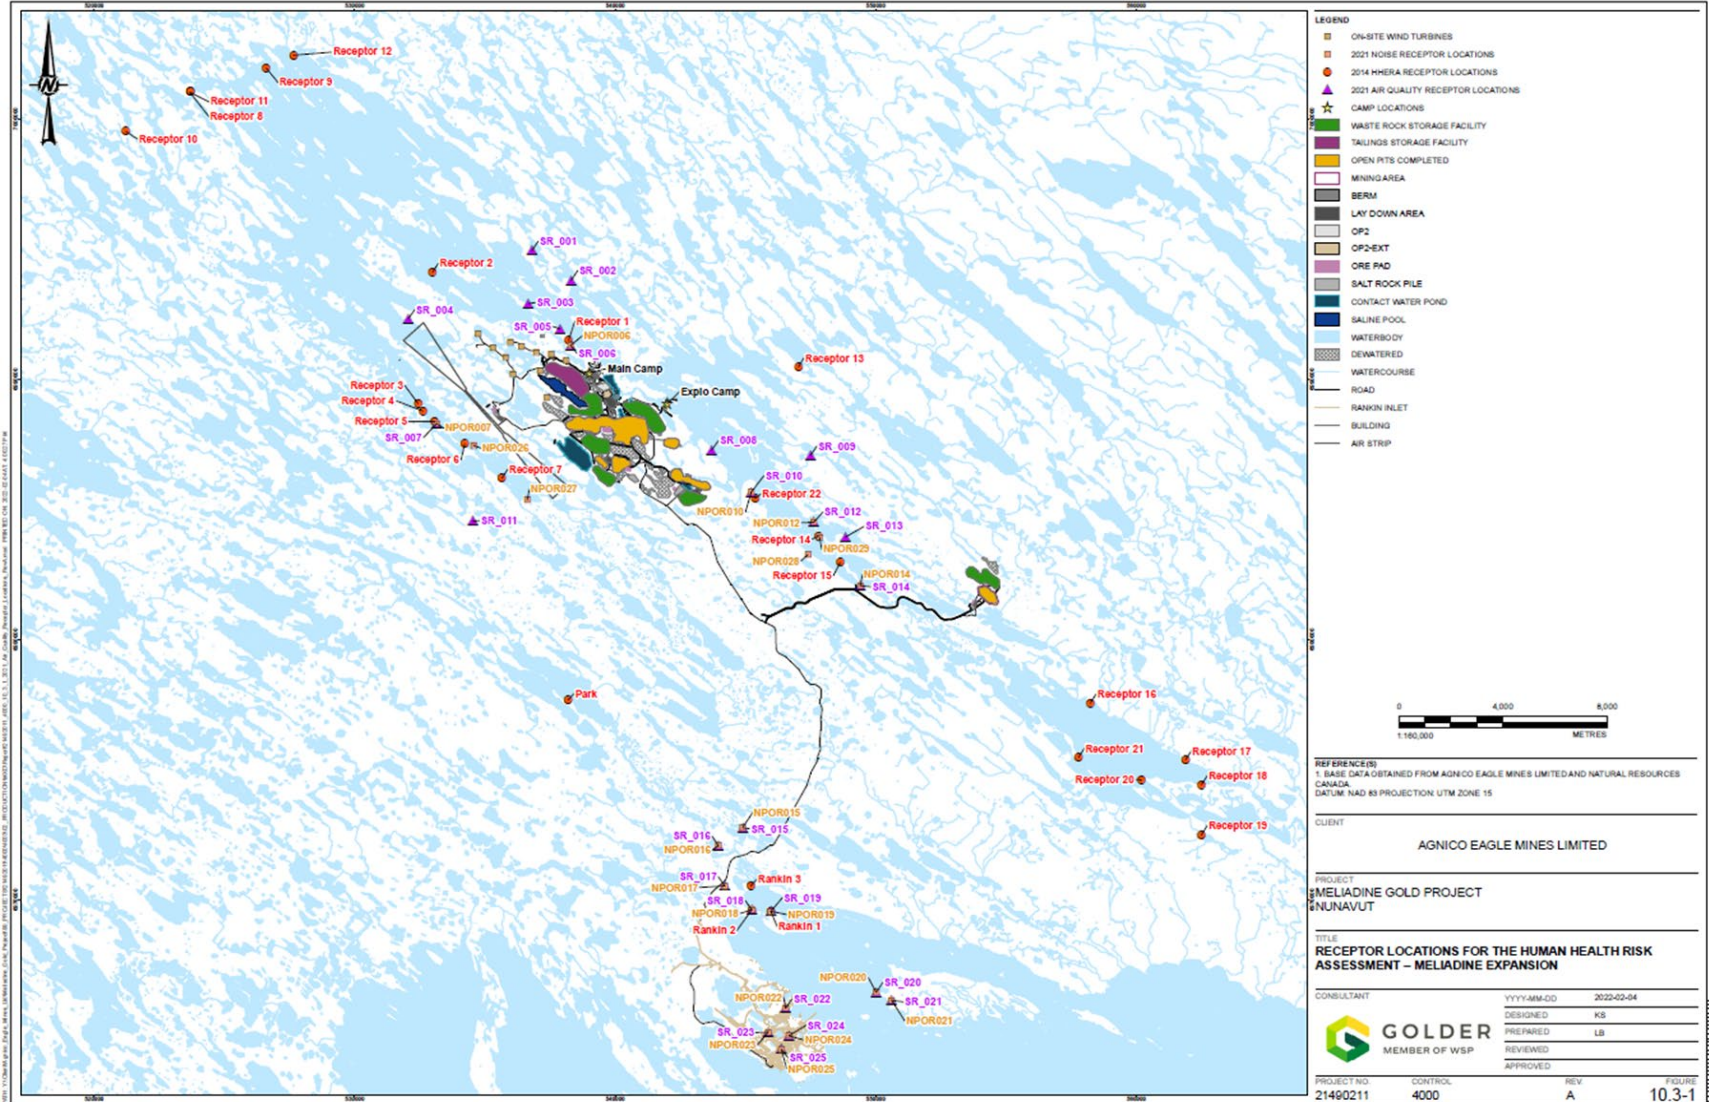 Receptor 12
Receptor 9
Receptor 11
Receptor 8
Receptor 10
SR_001
Receptor 2
SR_002
SR_003
SR_004
SR_005
Receptor 1
NPOR006
SR_006
Main Camp
Receptor 13
Receptor 3
Explo Camp
Receptor 4
Receptor 5
NPOR007
SR_007
SR_008
NPOR026
SR_009
Receptor 6
Receptor 7
SR_010
NPOR027
Receptor 22
NPOR010
SR_012
SR_011
NPOR012
SR_013
Receptor 14
NPOR029
NPOR028
Receptor 15
NPOR014
SR_014
Park
Receptor 16
Receptor 21
Receptor 17
Receptor 20
Receptor 18
NPOR015
Receptor 19
SR_016
SR_015
NPOR016
SR_017
Rankin 3
NPOR017
SR_018
SR_019
NPOR018
NPOR019
Rankin 2
Rankin 1
NPOR020
SR_020
NPOR022
SR_022
SR_021
NPOR021
SR_023
SR_024
NPOR023
NPOR024
SR_025
NPOR025
N
LEGEND
ON-SITE WIND TURBINES
2021 NOISE RECEPTOR LOCATIONS
2014 HHERA RECEPTOR LOCATIONS
2021 AIR QUALITY RECEPTOR LOCATIONS
CAMP LOCATIONS
WASTE ROCK STORAGE FACILITY
TAILINGS STORAGE FACILITY
OPEN PITS COMPLETED
MINING AREA
BERM
LAY DOWN AREA
OP2
OP2-EXT
ORE PAD
SALT ROCK PILE
CONTACT WATER POND
SALINE POOL
WATERBODY
DEWATERED
WATERCOURSE
ROAD
RANKIN INLET
BUILDING
AIR STRIP
0 4,000 8,000
1:160,000 METRES
REFERENCE(S)
1. BASE DATA OBTAINED FROM AGNICO EAGLE MINES LIMITED AND NATURAL RESOURCES
CANADA.
DATUM: NAD 83 PROJECTION: UTM ZONE 15
CLIENT
AGNICO EAGLE MINES LIMITED
PROJECT
MELIADINE GOLD PROJECT
NUNAVUT
TITLE
RECEPTOR LOCATIONS FOR THE HUMAN HEALTH RISK
ASSESSMENT – MELIADINE EXPANSION
CONSULTANT
GOLDER
MEMBER OF WSP
YYYY-MM-DD 2022-02-04
DESIGNED KS
PREPARED LB
REVIEWED
APPROVED
PROJECT NO. CONTROL REV. FIGURE
21490211 4000 A 10.3-1